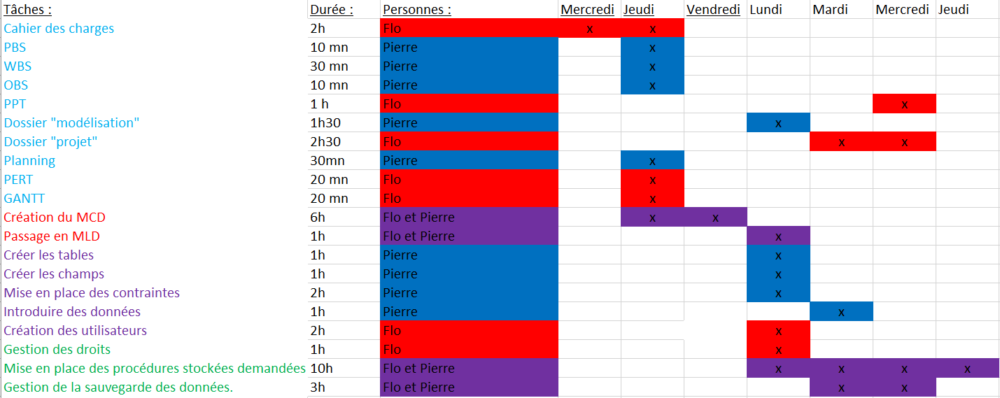 Tâches : Durée : Personnes : Mercredi Jeudi Vendredi Lundi Mardi Mercredi Jeudi
Cahier des charges 2h Flo x x
PBS 10 mn Pierre x
WBS 30 mn Pierre x
OBS 10 mn Pierre x
PPT 1 h Flo x
Dossier "modélisation" 1h30 Pierre x
Dossier "projet" 2h30 Flo x x
Planning 30mn Pierre x
PERT 20 mn Flo x
GANTT 20 mn Flo x
Création du MCD 6h Flo et Pierre x x
Passage en MLD 1h Flo et Pierre x
Créer les tables 1h Pierre x
Créer les champs 1h Pierre x
Mise en place des contraintes 2h Pierre x
Introduire des données 1h Pierre x
Création des utilisateurs 2h Flo x
Gestion des droits 1h Flo x
Mise en place des procédures stockées demandées 10h Flo et Pierre x x x x
Gestion de la sauvegarde des données. 3h Flo et Pierre x x